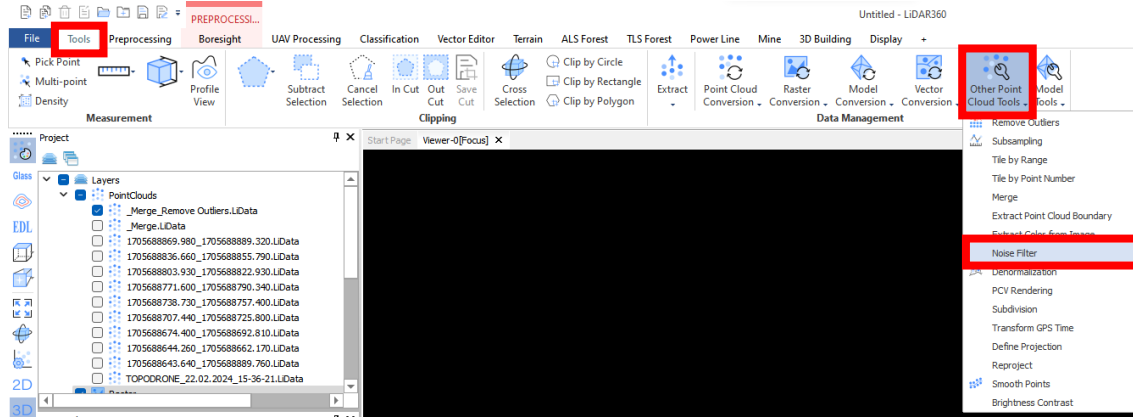 PREPROCESSI...
Untitled - LiDAR360
File Tools Preprocessing Boresight UAV Processing Classification Vector Editor Terrain ALS Forest TLS Forest Power Line Mine 3D Building Display +
Pick Point
Multi-point
Density
Profile View
Measurement
Subtract Selection
Cancel Selection
In Cut
Out Cut
Save Cut
Cross Selection
Clip by Circle
Clip by Rectangle
Clip by Polygon
Clipping
Extract
Point Cloud Conversion
Raster Conversion
Model Conversion
Vector Conversion
Data Management
Other Point Cloud Tools
Model Tools
Remove Outliers
Subsampling
Tile by Range
Tile by Point Number
Merge
Extract Point Cloud Boundary
Extract Color from Image
Noise Filter
Denormalization
PCV Rendering
Subdivision
Transform GPS Time
Define Projection
Reproject
Smooth Points
Brightness Contrast
Project
Start Page Viewer-0[Focus]
Glass
EDL
2D
3D
Layers
PointClouds
_Merge_Remove Outliers.LiData
_Merge.LiData
1705688869.980_1705688889.320.LiData
1705688836.660_1705688855.790.LiData
1705688803.930_1705688822.930.LiData
1705688771.600_1705688790.340.LiData
1705688738.730_1705688757.400.LiData
1705688707.440_1705688725.800.LiData
1705688674.400_1705688692.810.LiData
1705688644.260_1705688662.170.LiData
1705688643.640_1705688889.760.LiData
TOPODRONE_22.02.2024_15-36-21.LiData
Raster